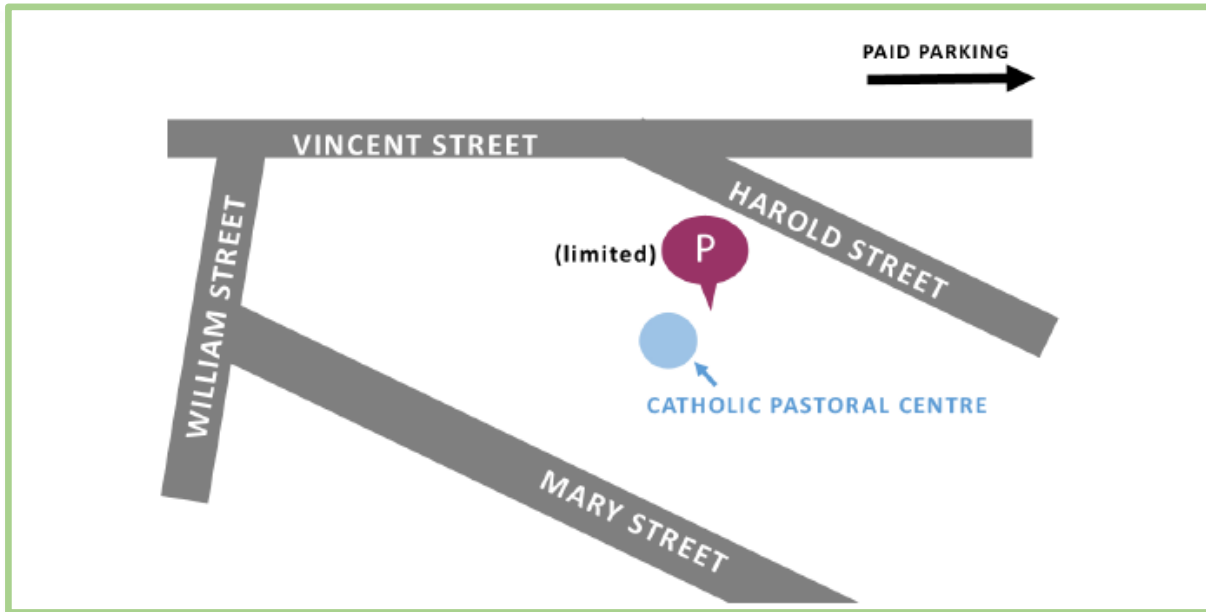 PAID PARKING
VINCENT STREET
HAROLD STREET
P
(limited)
WILLIAM STREET
CATHOLIC PASTORAL CENTRE
MARY STREET